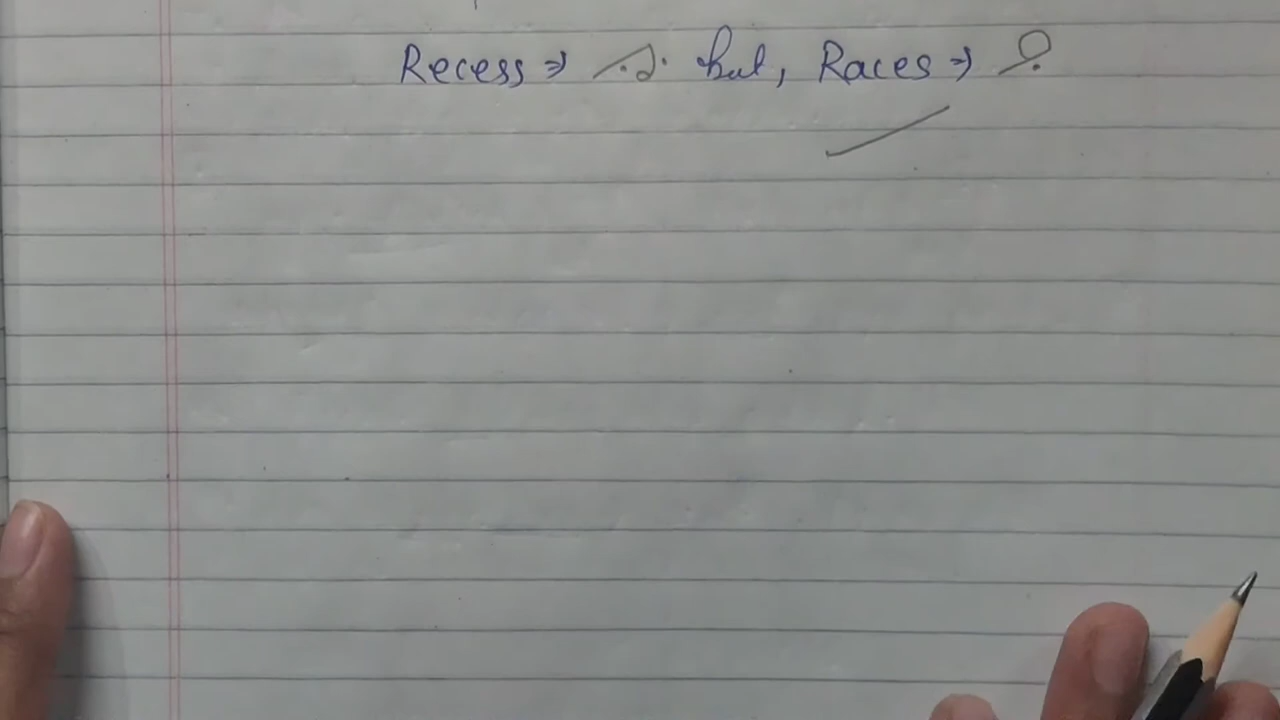 Recess ⇒ but, Races ⇒